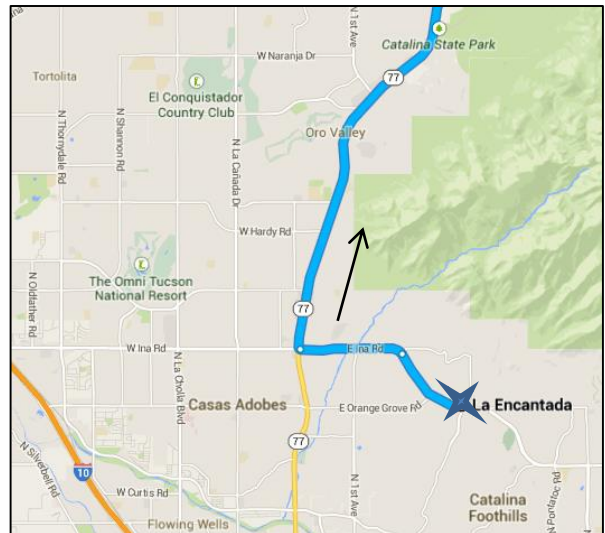 N 1st Ave
Catalina State Park
W Naranja Dr
77
Tortolita
El Conquistador
Country Club
Oro Valley
N Thornydale Rd
N Shannon Rd
N La Cañada Dr
W Hardy Rd
The Omni Tucson
National Resort
N Oldfather Rd
77
W Ina Rd
E Ina Rd
N La Cholla Blvd
Casas Adobes
E Orange Grove Rd
La Encantada
77
10
N Silverbell Rd
W Curtis Rd
N 1st Ave
Catalina
Foothills
N Pontatoc Rd
Flowing Wells